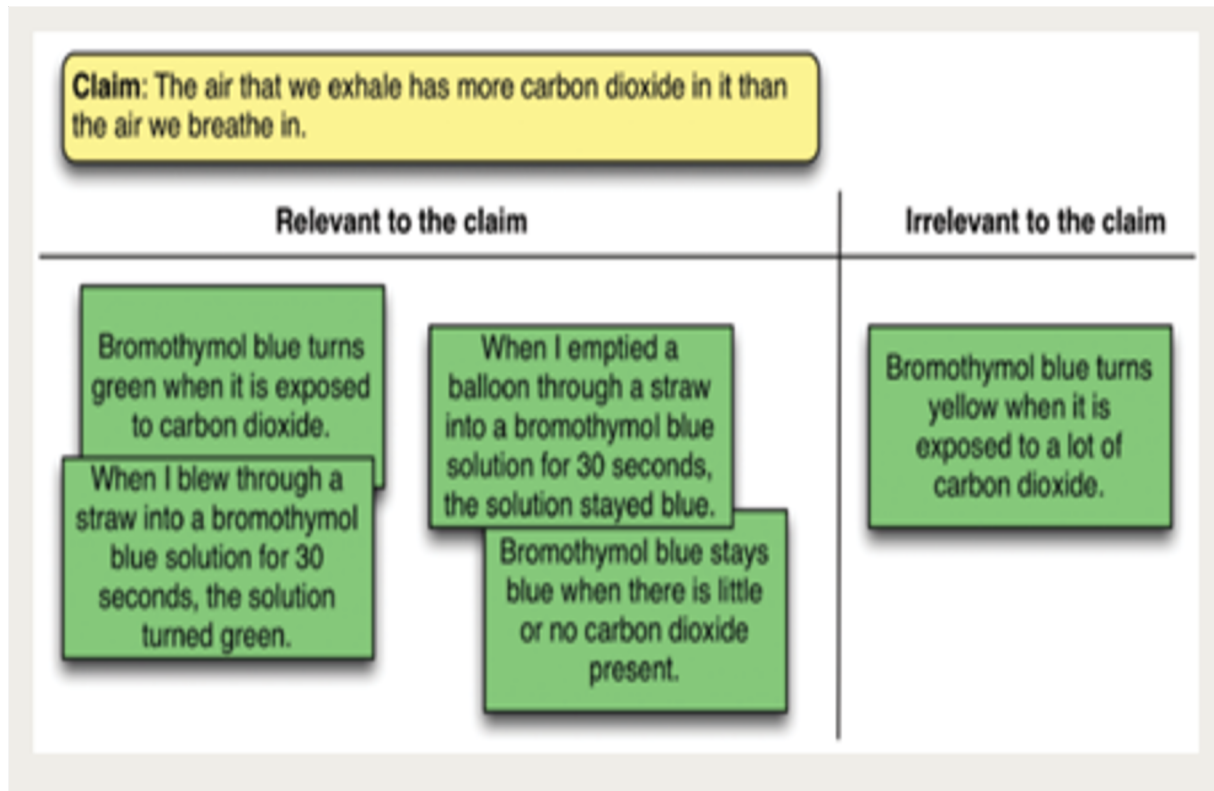 Claim: The air that we exhale has more carbon dioxide in it than
the air we breathe in.
Relevant to the claim
Irrelevant to the claim
Bromothymol blue turns
green when it is exposed
to carbon dioxide.
When I blew through a
straw into a bromothymol
blue solution for 30
seconds, the solution
turned green.
When I emptied a
balloon through a straw
into a bromothymol blue
solution for 30 seconds,
the solution stayed blue.
Bromothymol blue stays
blue when there is little
or no carbon dioxide
present.
Bromothymol blue turns
yellow when it is
exposed to a lot of
carbon dioxide.